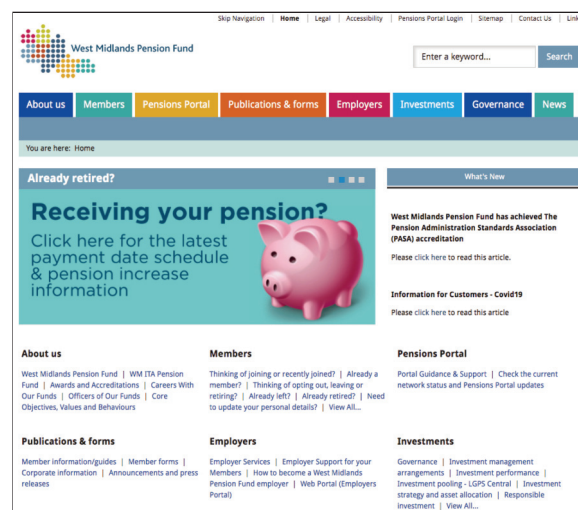 Skip Navigation | Home | Legal | Accessibility | Pensions Portal Login | Sitemap | Contact Us | Link
West Midlands Pension Fund
Enter a keyword... Search
About us Members Pensions Portal Publications & forms Employers Investments Governance News
You are here: Home
Already retired?
Receiving your pension?
Click here for the latest
payment date schedule
& pension increase
information
What's New
West Midlands Pension Fund has achieved The
Pension Administration Standards Association
(PASA) accreditation
Please click here to read this article.
Information for Customers - Covid19
Please click here to read this article
About us
West Midlands Pension Fund | WM ITA Pension
Fund | Awards and Accreditations | Careers With
Our Funds | Officers of Our Funds | Core
Objectives, Values and Behaviours
Members
Thinking of joining or recently joined? | Already a
member? | Thinking of opting out, leaving or
retiring? | Already left? | Already retired? | Need
to update your personal details? | View All...
Pensions Portal
Portal Guidance & Support | Check the current
network status and Pensions Portal updates
Publications & forms
Member information/guides | Member forms |
Corporate information | Announcements and press
releases
Employers
Employer Services | Employer Support for your
Members | How to become a West Midlands
Pension Fund employer | Web Portal (Employers
Portal)
Investments
Governance | Investment management
arrangements | Investment performance |
Investment pooling - LGPS Central | Investment
strategy and asset allocation | Responsible
investment | View All...